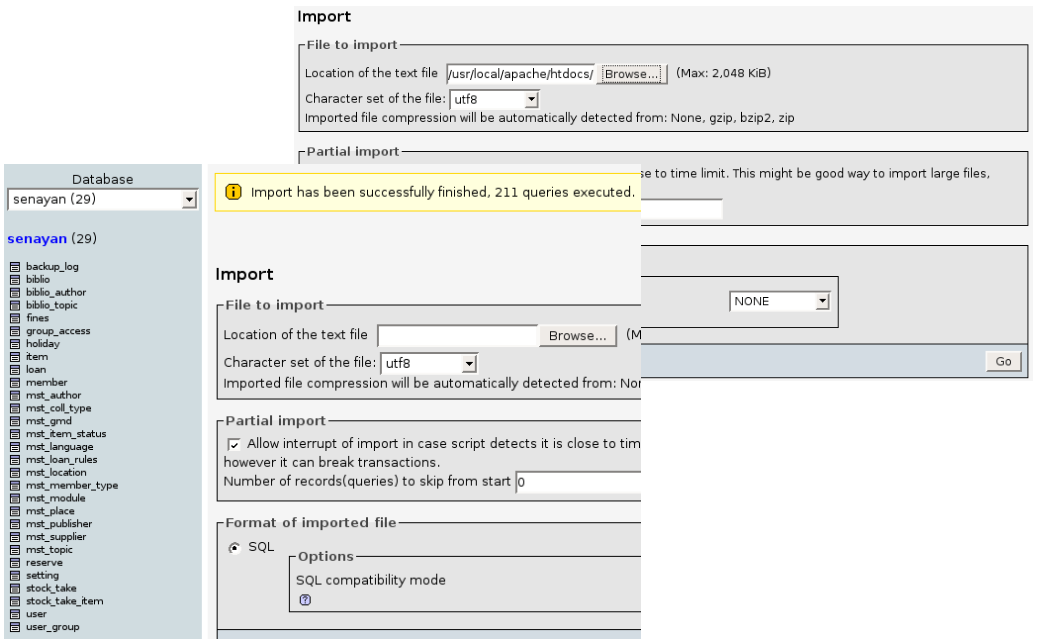 Import
File to import
Location of the text file /usr/local/apache/htdocs/ Browse... (Max: 2,048 KiB)
Character set of the file: utf8
Imported file compression will be automatically detected from: None, gzip, bzip2, zip
Partial import
se to time limit. This might be good way to import large files,
NONE
Go
Database
senayan (29)
senayan (29)
backup_log
biblio
biblio_author
biblio_topic
fines
group_access
holiday
item
loan
member
mst_author
mst_coll_type
mst_gmd
mst_item_status
mst_language
mst_loan_rules
mst_location
mst_member_type
mst_module
mst_place
mst_publisher
mst_supplier
mst_topic
reserve
setting
stock_take
stock_take_item
user
user_group
Import has been successfully finished, 211 queries executed.
Import
File to import
Location of the text file Browse... (M
Character set of the file: utf8
Imported file compression will be automatically detected from: Nor
Partial import
Allow interrupt of import in case script detects it is close to tim
however it can break transactions.
Number of records(queries) to skip from start 0
Format of imported file
SQL
Options
SQL compatibility mode